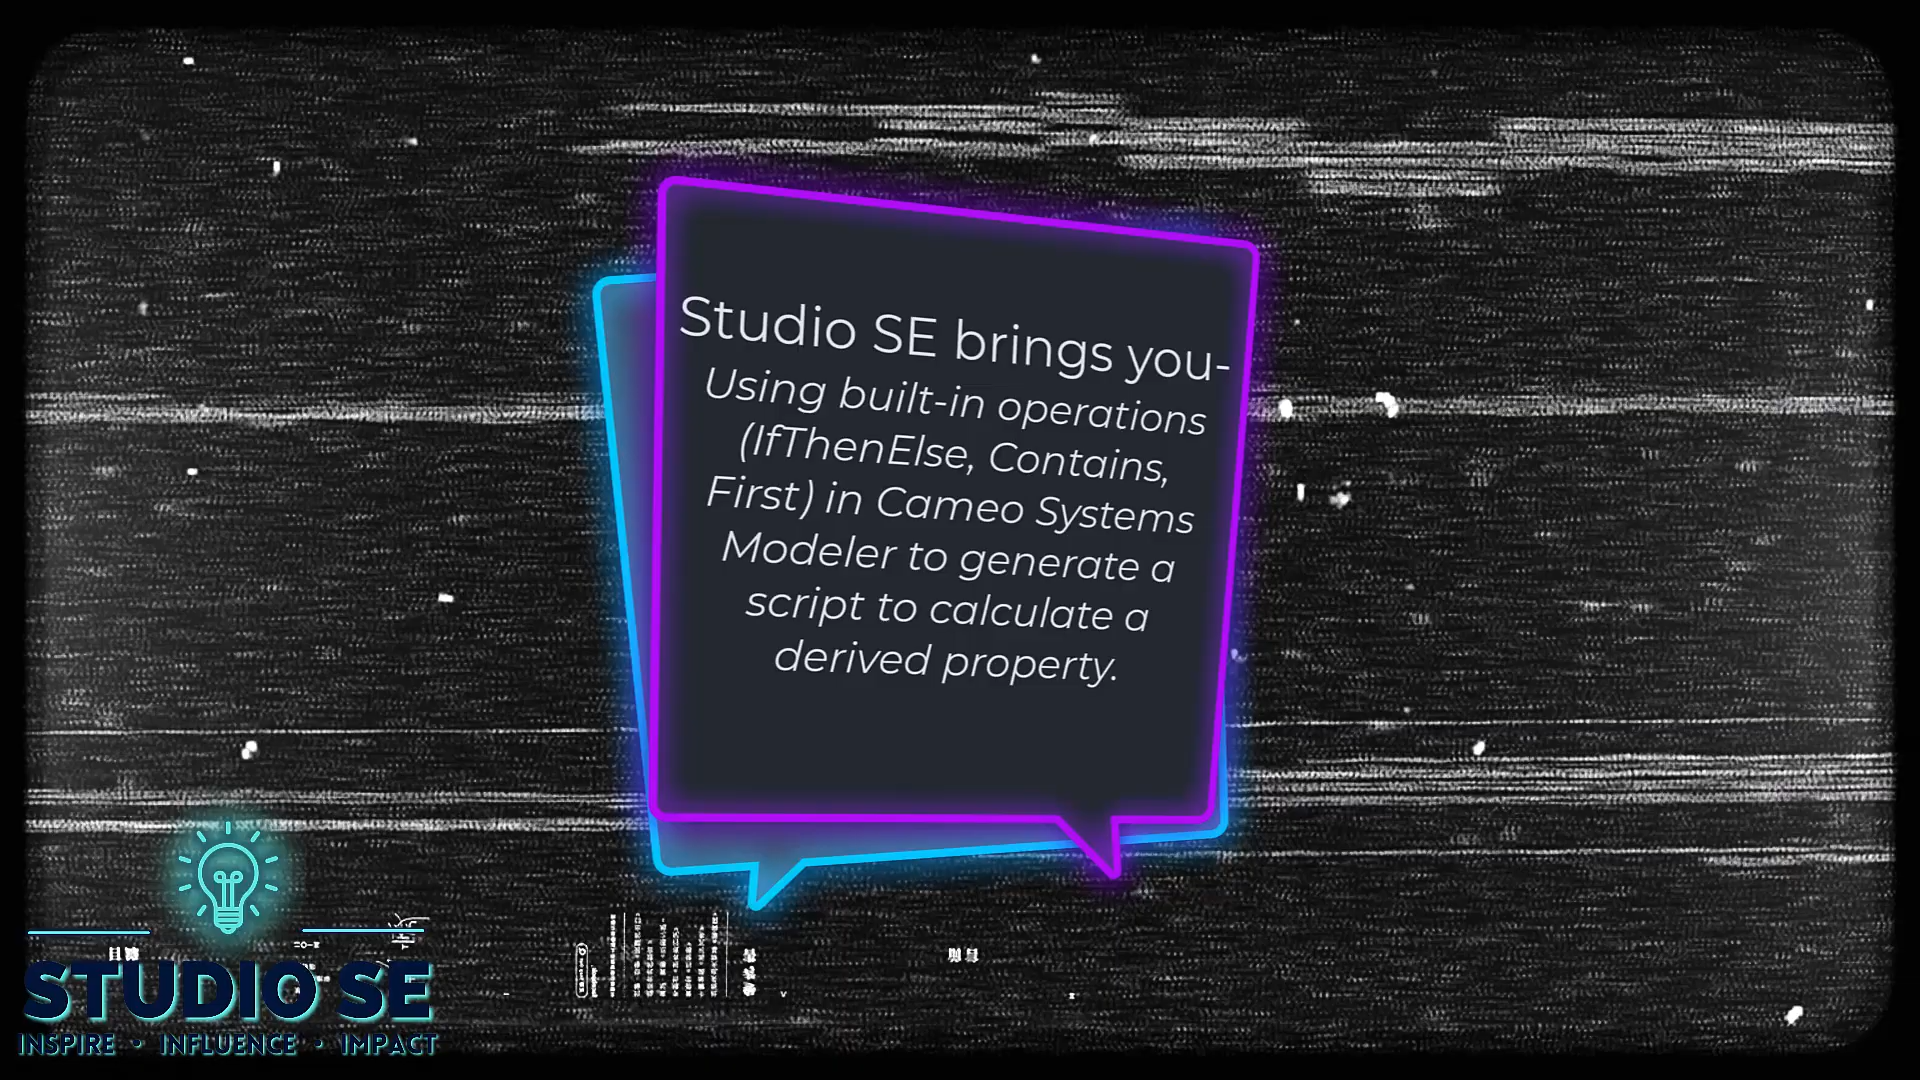 Studio SE brings you-
Using built-in operations
(IfThenElse, Contains,
First) in Cameo Systems
Modeler to generate a
script to calculate a
derived property.
STUDIO SE
INSPIRE • INFLUENCE • IMPACT